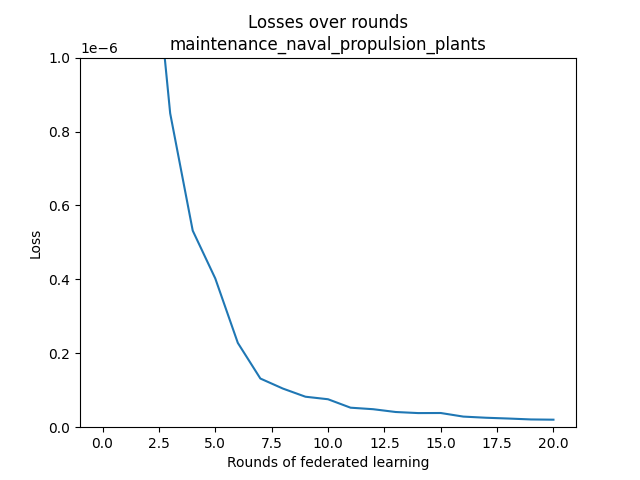 Losses over rounds
maintenance_naval_propulsion_plants
1e−6
1.0
0.8
0.6
0.4
0.2
0.0
Loss
0.0 2.5 5.0 7.5 10.0 12.5 15.0 17.5 20.0
Rounds of federated learning